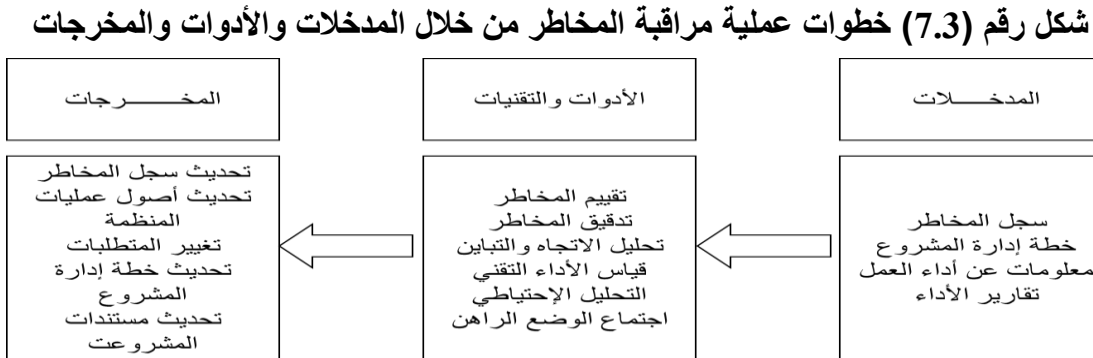 شكل رقم (7.3) خطوات عملية مراقبة المخاطر من خلال المدخلات والأدوات والمخرجات
المدخـــــلات
الأدوات والتقنيات
المخـــــــرجات
سجل المخاطر
خطة إدارة المشروع
معلومات عن أداء العمل
تقارير الأداء
تقييم المخاطر
تدقيق المخاطر
تحليل الاتجاه والتباين
قياس الأداء التقني
التحليل الإحتياطي
اجتماع الوضع الراهن
تحديث سجل المخاطر
تحديث أصول عمليات
المنظمة
تغيير المتطلبات
تحديث خطة إدارة
المشروع
تحديث مستندات
المشروعت